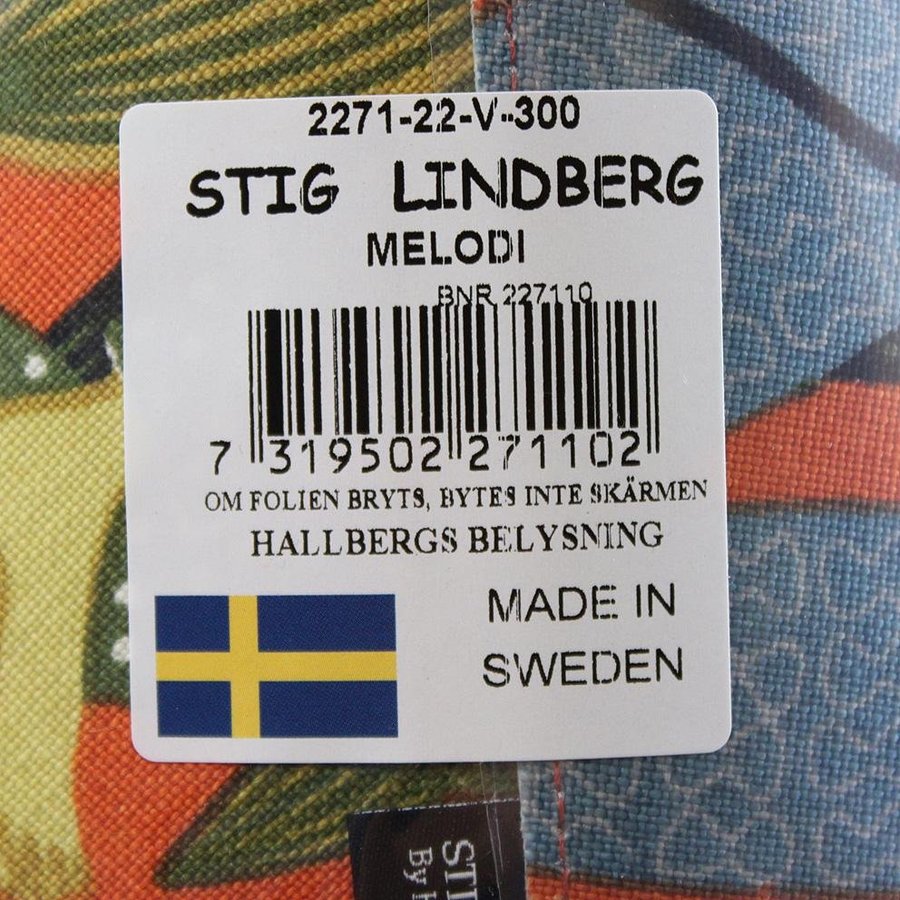 2271-22-V-300
STIG LINDBERG
MELODI
BNR 227110
7 319502 271102
OM FOLIEN BRYTS, BYTES INTE SKÄRMEN
HALLBERGS BELYSNING
MADE IN
SWEDEN